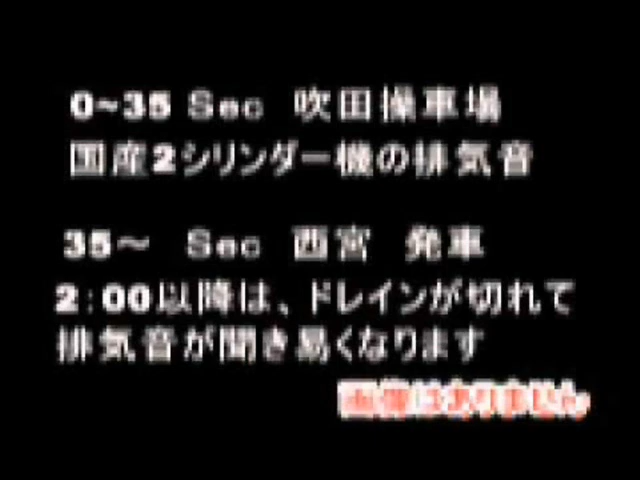 0~35 Sec 吹田操車場
国産2シリンダー機の排気音
35～ Sec 西宮 発車
2:00以降は、ドレインが切れて
排気音が聞き易くなります
画像はありません